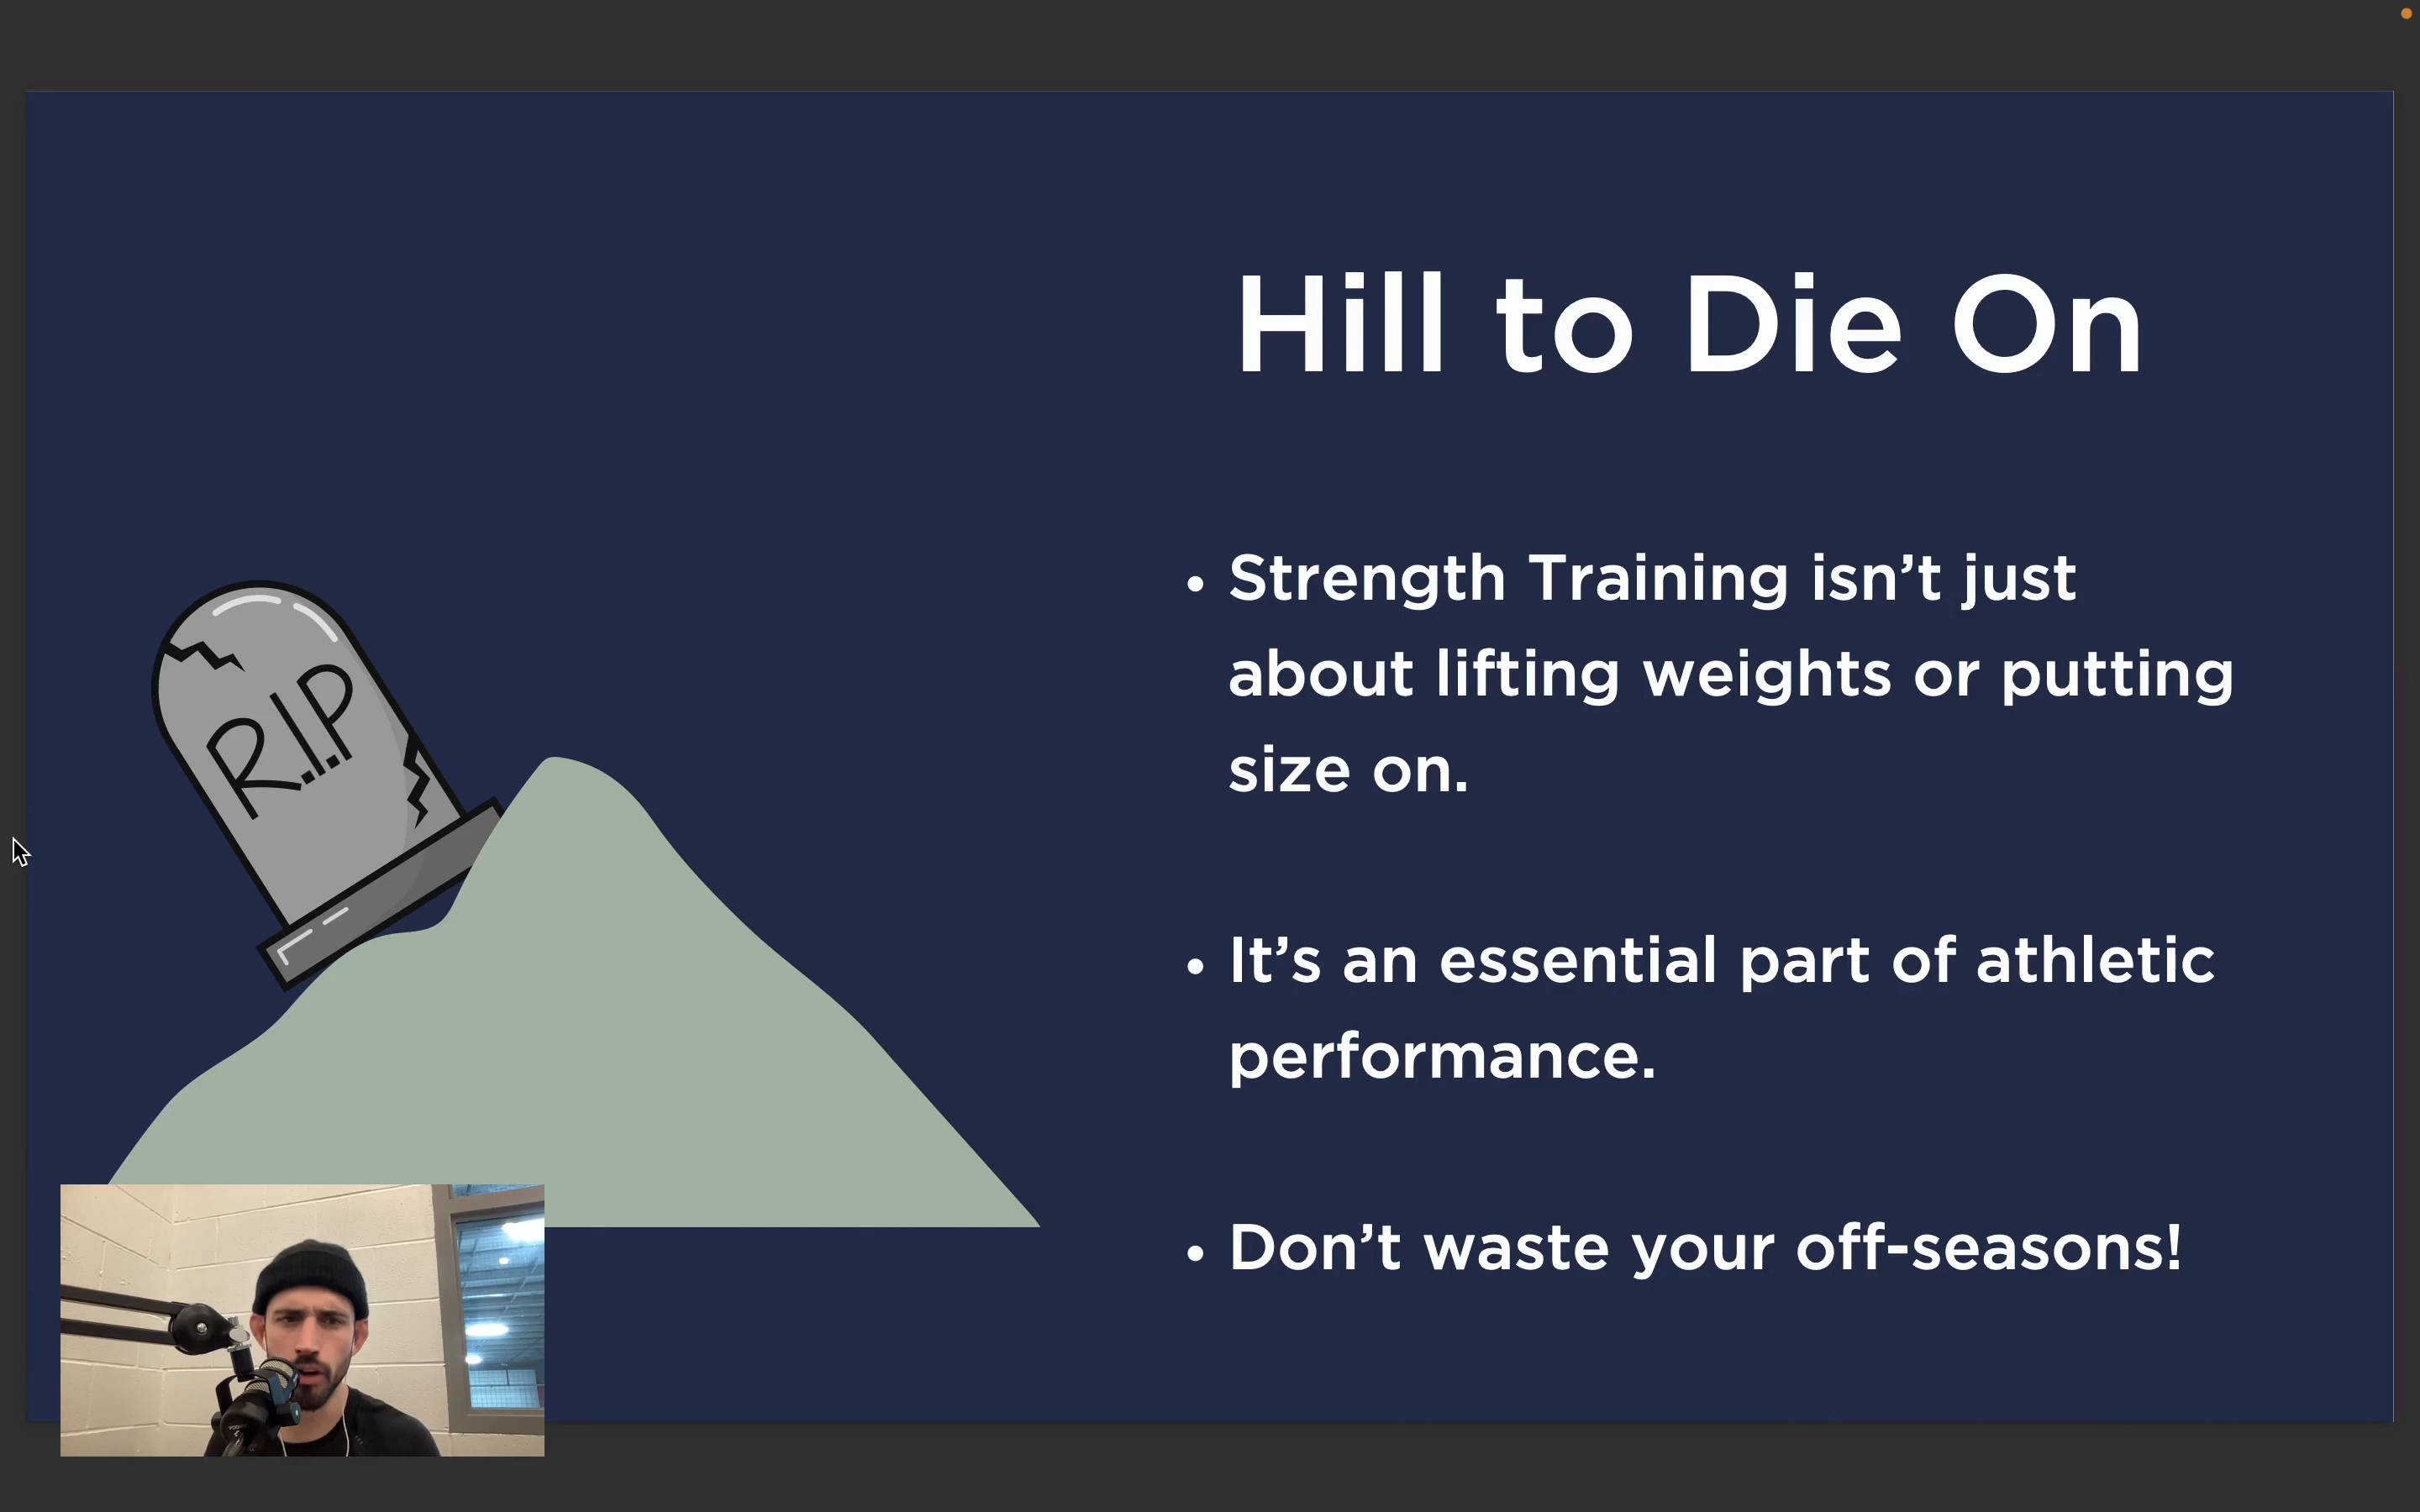 Hill to Die On
• Strength Training isn’t just
about lifting weights or putting
size on.
• It’s an essential part of athletic
performance.
• Don’t waste your off-seasons!
R.I.P